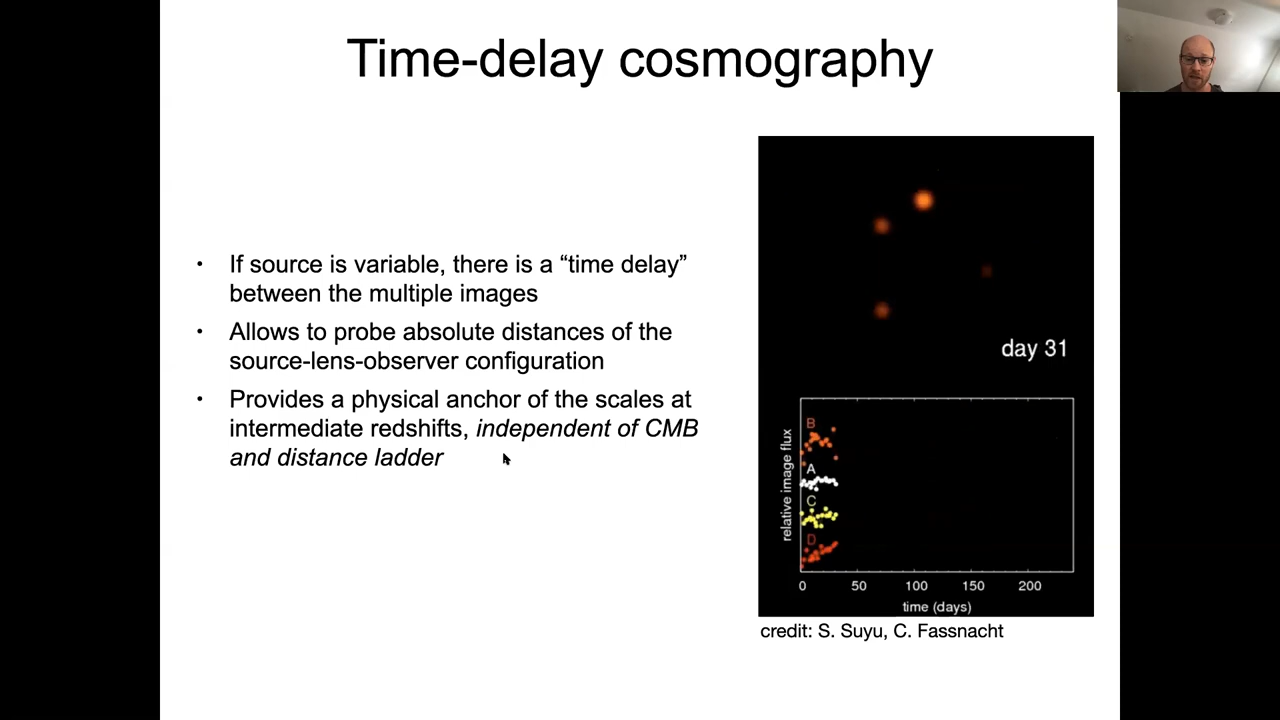 Time-delay cosmography
• If source is variable, there is a “time delay”
between the multiple images
• Allows to probe absolute distances of the
source-lens-observer configuration
• Provides a physical anchor of the scales at
intermediate redshifts, independent of CMB
and distance ladder
day 31
relative image flux
B
A
C
D
0 50 100 150 200
time (days)
credit: S. Suyu, C. Fassnacht